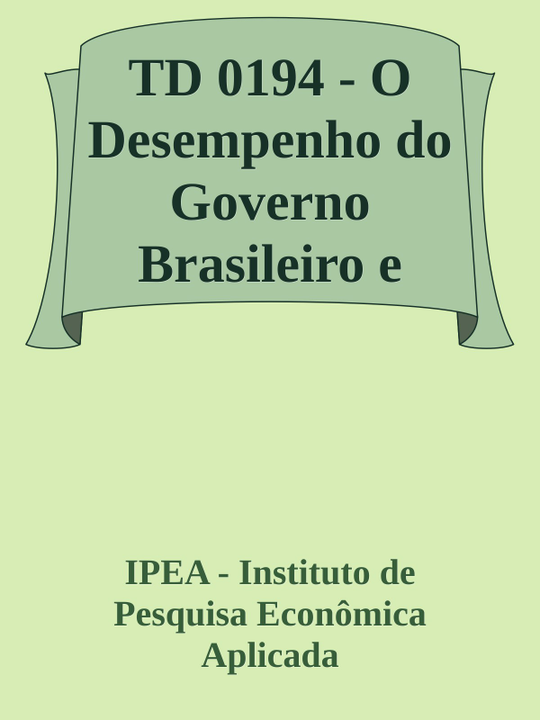 TD 0194 - O
Desempenho do
Governo
Brasileiro e
IPEA - Instituto de
Pesquisa Econômica
Aplicada